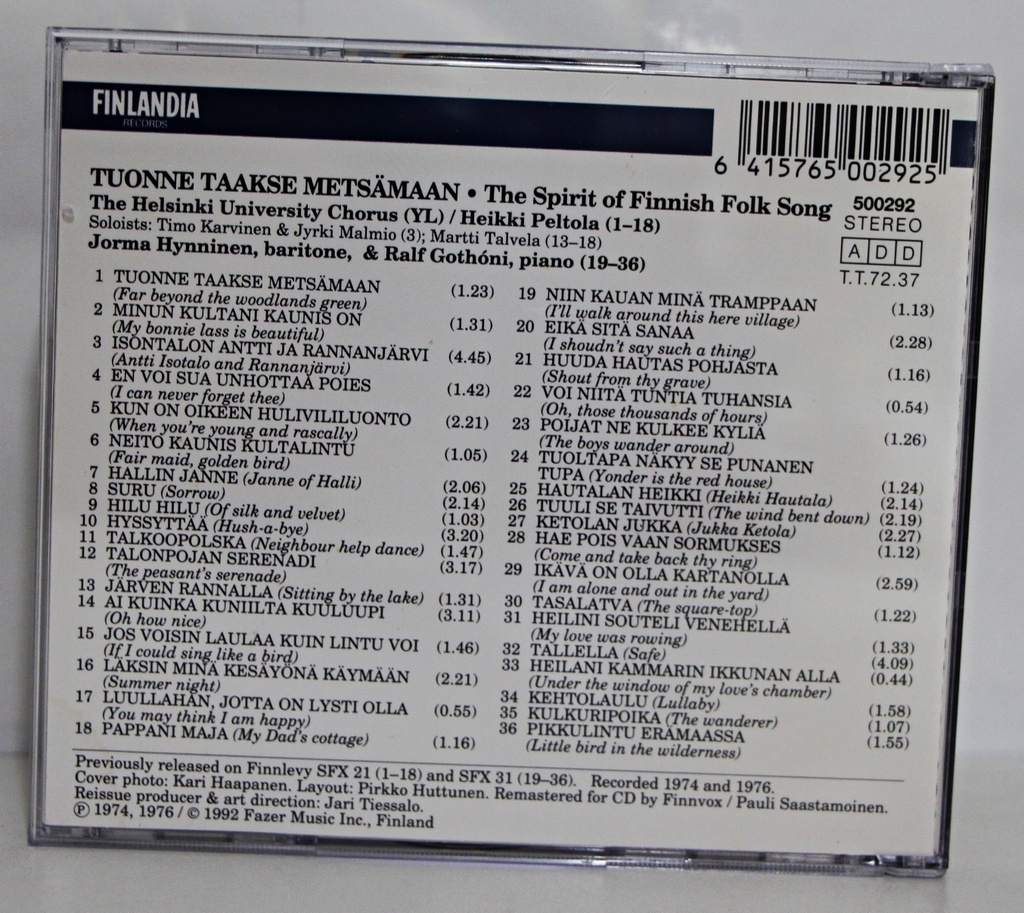 FINLANDIA
RECORDS
6 415765 002925
TUONNE TAAKSE METSÄMAAN • The Spirit of Finnish Folk Song
The Helsinki University Chorus (YL) / Heikki Peltola (1–18)
Soloists: Timo Karvinen & Jyrki Malmio (3); Martti Talvela (13–18)
Jorma Hynninen, baritone, & Ralf Gothóni, piano (19–36)
500292
STEREO
A D D
T.T.72.37
1 TUONNE TAAKSE METSÄMAAN (1.23)
(Far beyond the woodlands green)
2 MINUN KULTANI KAUNIS ON (1.31)
(My bonnie lass is beautiful)
3 ISONTALON ANTTI JA RANNANJÄRVI (4.45)
(Antti Isotalo and Rannanjärvi)
4 EN VOI SUA UNHOTTAA POIES (1.42)
(I can never forget thee)
5 KUN ON OIKEEN HULIVILILUONTO (2.21)
(When you're young and rascally)
6 NEITO KAUNIS KULTALINTU (1.05)
(Fair maid, golden bird)
7 HALLIN JANNE (Janne of Halli) (2.06)
8 SURU (Sorrow) (2.14)
9 HILU HILU (Of silk and velvet) (1.03)
10 HYSSYTTÄÄ (Hush-a-bye) (3.20)
11 TALKOOPOLSKA (Neighbour help dance) (1.47)
12 TALONPOJAN SERENADI (3.17)
(The peasant's serenade)
13 JÄRVEN RANNALLA (Sitting by the lake) (1.31)
14 AI KUINKA KUNIILTA KUULUUPI (3.11)
(Oh how nice)
15 JOS VOISIN LAULAA KUIN LINTU VOI (1.46)
(If I could sing like a bird)
16 LÄKSIN MINÄ KESÄYÖNÄ KÄYMÄÄN (2.21)
(Summer night)
17 LUULLAHAN, JOTTA ON LYSTI OLLA (0.55)
(You may think I am happy)
18 PAPPANI MAJA (My Dad's cottage) (1.16)
19 NIIN KAUAN MINÄ TRAMPPAAN (1.13)
(I'll walk around this here village)
20 EIKÄ SITÄ SANAA (2.28)
(I shoudn't say such a thing)
21 HUUDA HAUTAS POHJASTA (1.16)
(Shout from thy grave)
22 VOI NIITÄ TUNTIA TUHANSIA (0.54)
(Oh, those thousands of hours)
23 POIJAT NE KULKEE KYLIÄ (1.26)
(The boys wander around)
24 TUOLTAPA NÄKYY SE PUNANEN
TUPA (Yonder is the red house) (1.24)
25 HAUTALAN HEIKKI (Heikki Hautala) (2.14)
26 TUULI SE TAIVUTTI (The wind bent down) (2.19)
27 KETOLAN JUKKA (Jukka Ketola) (2.27)
28 HAE POIS VAAN SORMUKSES (1.12)
(Come and take back thy ring)
29 IKÄVÄ ON OLLA KARTANOLLA (2.59)
(I am alone and out in the yard)
30 TASALATVA (The square-top) (1.22)
31 HEILINI SOUTELI VENEHELLÄ
(My love was rowing) (1.33)
32 TALLELLA (Safe) (4.09)
33 HEILANI KAMMARIN IKKUNAN ALLA (0.44)
(Under the window of my love's chamber)
34 KEHTOLAULU (Lullaby) (1.58)
35 KULKURIPOIKA (The wanderer) (1.07)
36 PIKKULINTU ERÄMAASSA (1.55)
(Little bird in the wilderness)
Previously released on Finnlevy SFX 21 (1–18) and SFX 31 (19–36). Recorded 1974 and 1976.
Cover photo: Kari Haapanen. Layout: Pirkko Huttunen. Remastered for CD by Finnvox / Pauli Saastamoinen.
Reissue producer & art direction: Jari Tiessalo.
℗ 1974, 1976 / © 1992 Fazer Music Inc., Finland